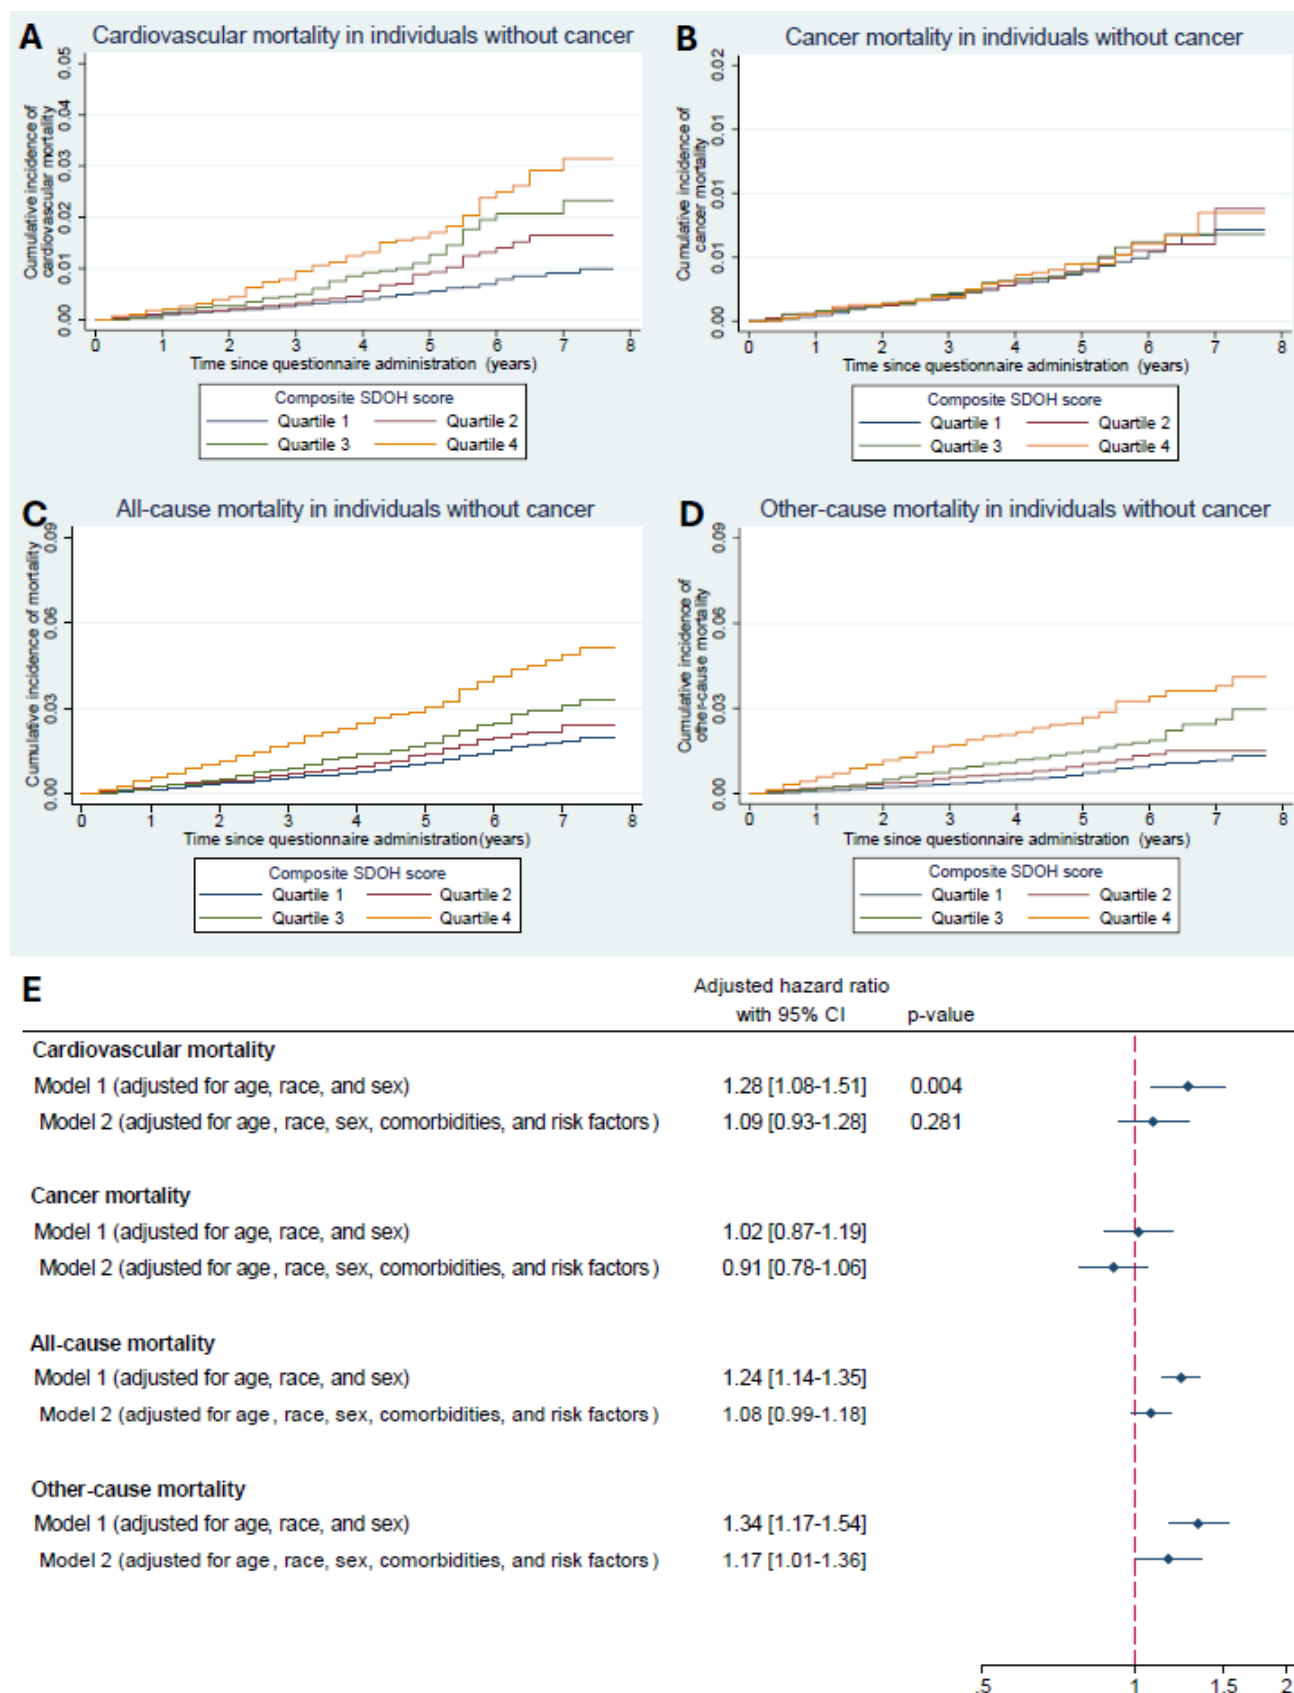 A
Cardiovascular mortality in individuals without cancer
Cumulative incidence of
cardiovascular mortality
0.05
0.04
0.03
0.02
0.01
0.00
0 1 2 3 4 5 6 7 8
Time since questionnaire administration (years)
Composite SDOH score
Quartile 1 Quartile 2
Quartile 3 Quartile 4
B
Cancer mortality in individuals without cancer
Cumulative incidence of
cancer mortality
0.02
0.01
0.01
0.01
0.00
0 1 2 3 4 5 6 7 8
Time since questionnaire administration (years)
Composite SDOH score
Quartile 1 Quartile 2
Quartile 3 Quartile 4
C
All-cause mortality in individuals without cancer
Cumulative incidence of mortality
0.09
0.06
0.03
0.00
0 1 2 3 4 5 6 7 8
Time since questionnaire administration(years)
Composite SDOH score
Quartile 1 Quartile 2
Quartile 3 Quartile 4
D
Other-cause mortality in individuals without cancer
Cumulative incidence of
other-cause mortality
0.09
0.06
0.03
0.00
0 1 2 3 4 5 6 7 8
Time since questionnaire administration (years)
Composite SDOH score
Quartile 1 Quartile 2
Quartile 3 Quartile 4
E
Adjusted hazard ratio
with 95% CI p-value
Cardiovascular mortality
Model 1 (adjusted for age, race, and sex) 1.28 [1.08-1.51] 0.004
Model 2 (adjusted for age, race, sex, comorbidities, and risk factors) 1.09 [0.93-1.28] 0.281
Cancer mortality
Model 1 (adjusted for age, race, and sex) 1.02 [0.87-1.19]
Model 2 (adjusted for age, race, sex, comorbidities, and risk factors) 0.91 [0.78-1.06]
All-cause mortality
Model 1 (adjusted for age, race, and sex) 1.24 [1.14-1.35]
Model 2 (adjusted for age, race, sex, comorbidities, and risk factors) 1.08 [0.99-1.18]
Other-cause mortality
Model 1 (adjusted for age, race, and sex) 1.34 [1.17-1.54]
Model 2 (adjusted for age, race, sex, comorbidities, and risk factors) 1.17 [1.01-1.36]
.5 1 1.5 2